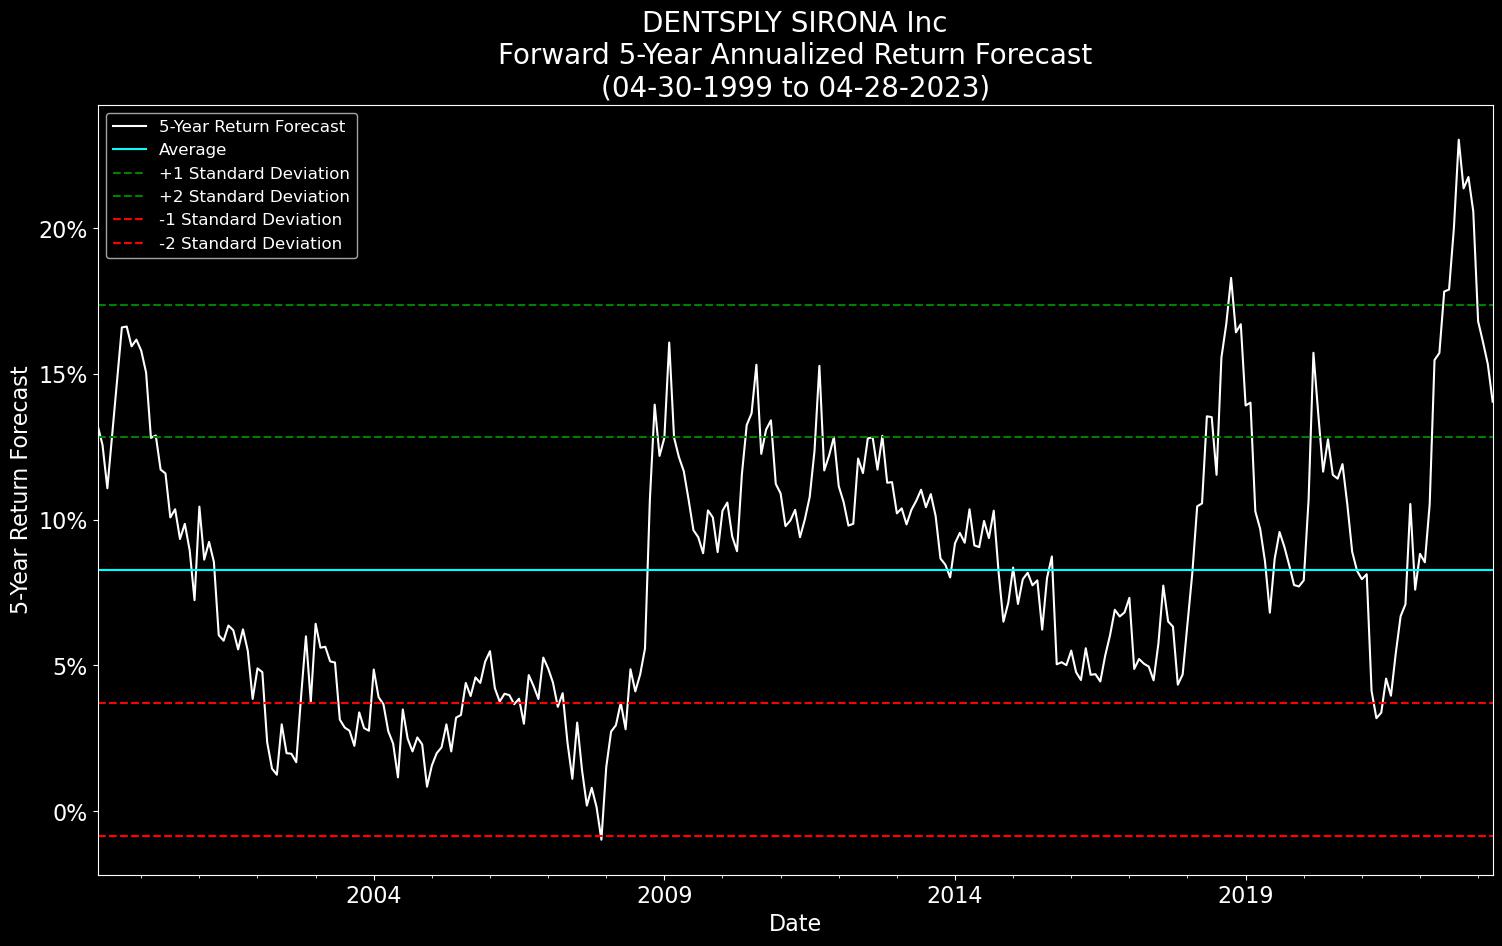 DENTSPLY SIRONA Inc
Forward 5-Year Annualized Return Forecast
(04-30-1999 to 04-28-2023)
5-Year Return Forecast
Average
+1 Standard Deviation
+2 Standard Deviation
-1 Standard Deviation
-2 Standard Deviation
5-Year Return Forecast
20%
15%
10%
5%
0%
2004
2009
2014
2019
Date